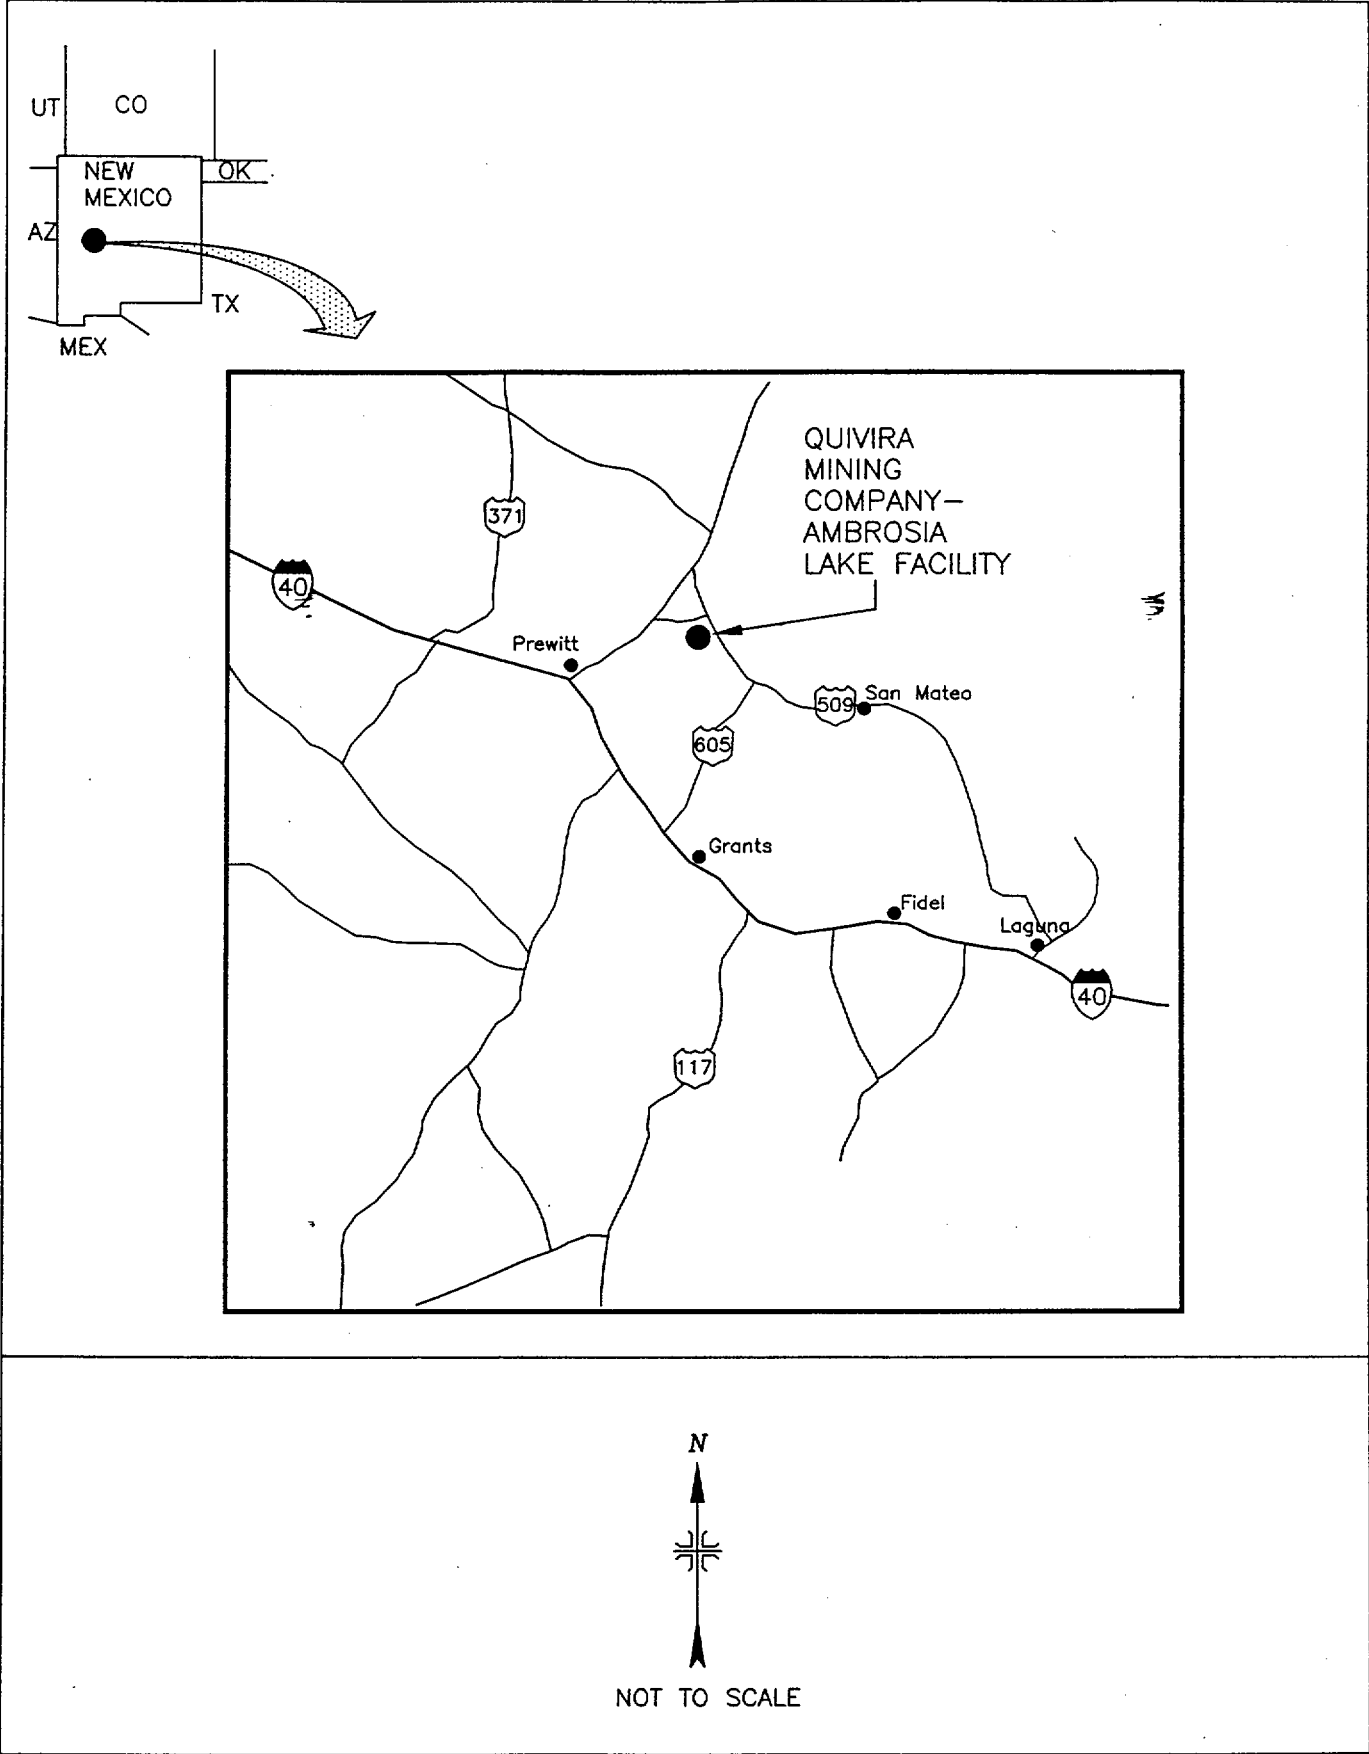 UT
CO
NEW
MEXICO
OK
AZ
TX
MEX
QUIVIRA
MINING
COMPANY–
AMBROSIA
LAKE FACILITY
371
40
Prewitt
509
San Mateo
605
Grants
Fidel
Laguna
40
117
N
NOT TO SCALE